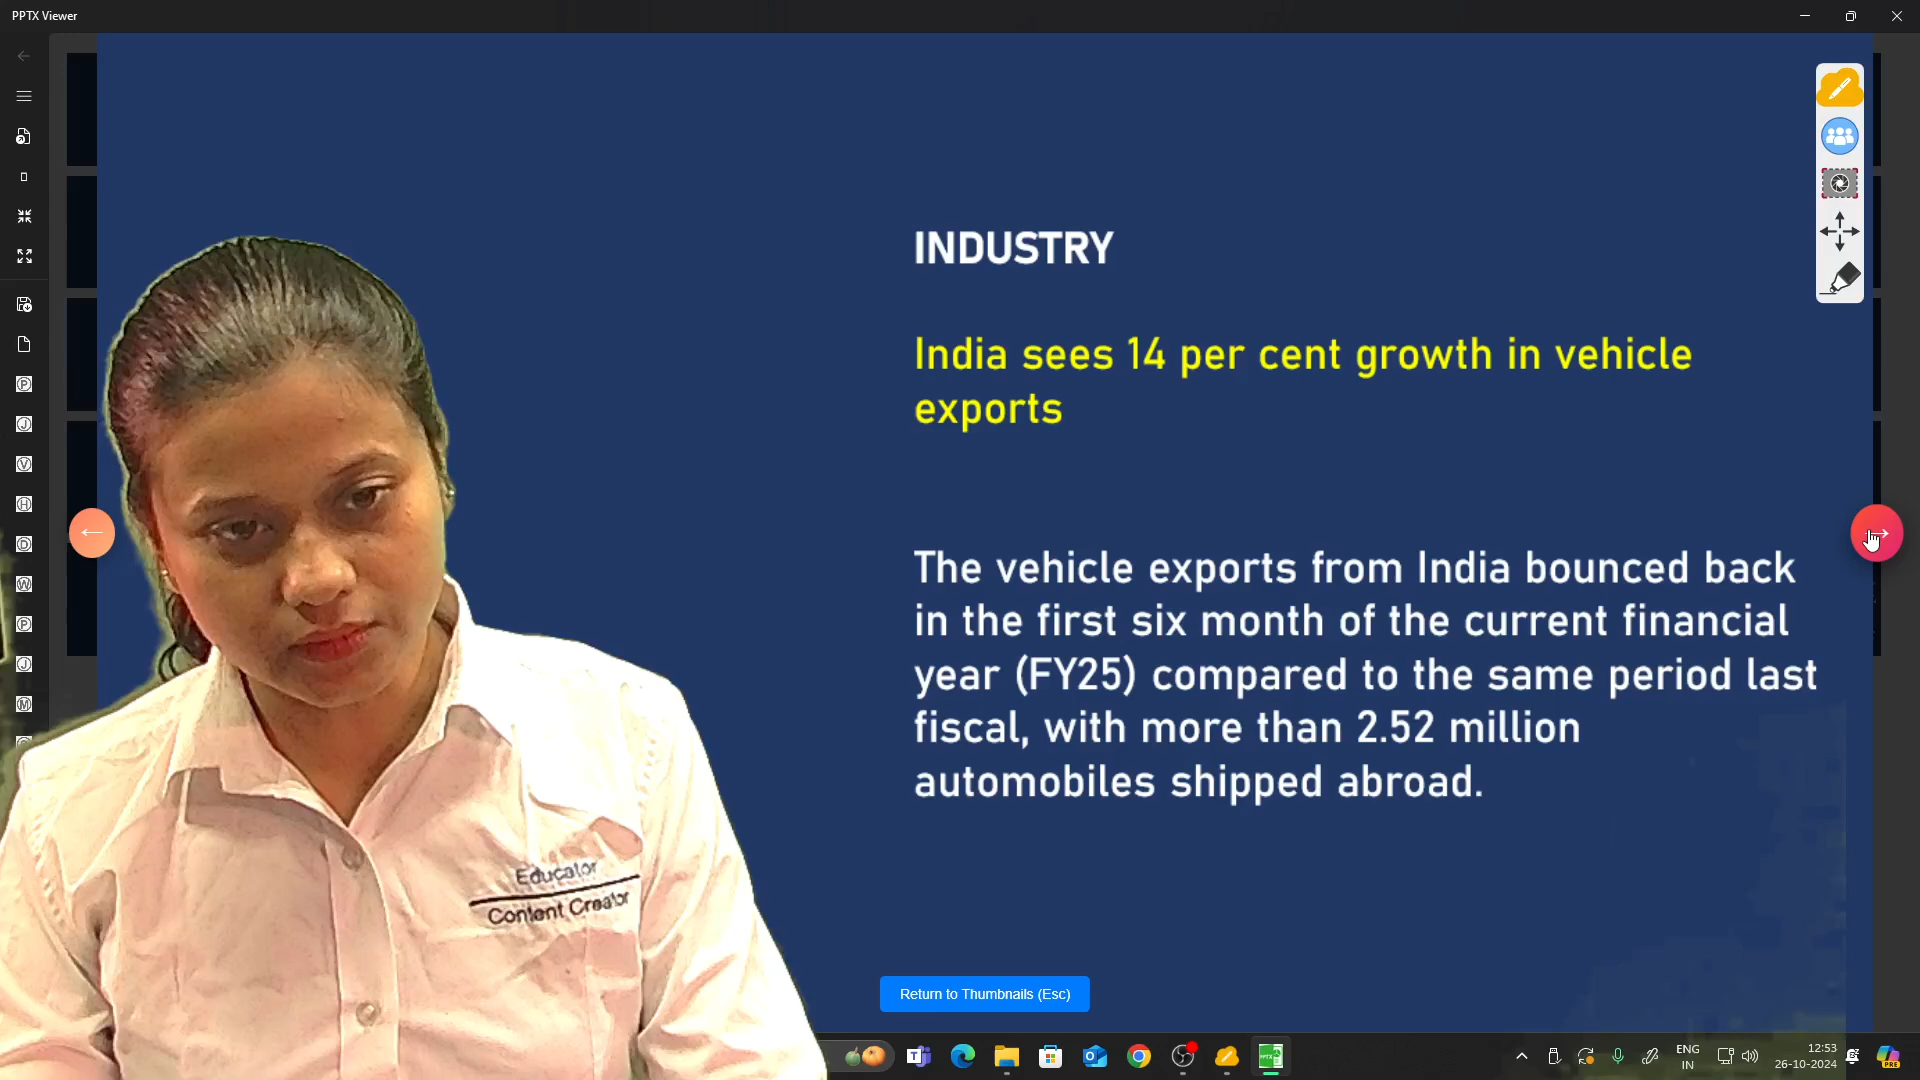 PPTX Viewer
INDUSTRY
India sees 14 per cent growth in vehicle
exports
The vehicle exports from India bounced back
in the first six month of the current financial
year (FY25) compared to the same period last
fiscal, with more than 2.52 million
automobiles shipped abroad.
Educator
Content Creator
Return to Thumbnails (Esc)
ENG
IN
12:53
26-10-2024